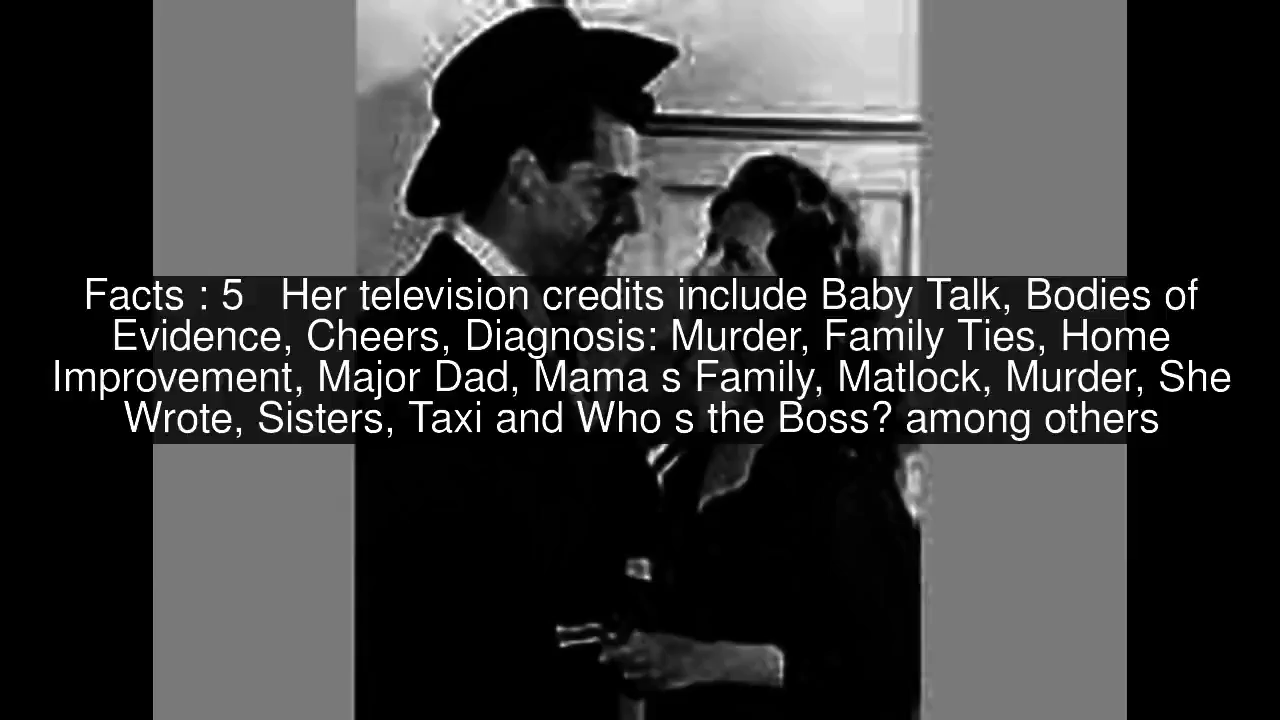 Facts : 5 Her television credits include Baby Talk, Bodies of
Evidence, Cheers, Diagnosis: Murder, Family Ties, Home
Improvement, Major Dad, Mama s Family, Matlock, Murder, She
Wrote, Sisters, Taxi and Who s the Boss? among others